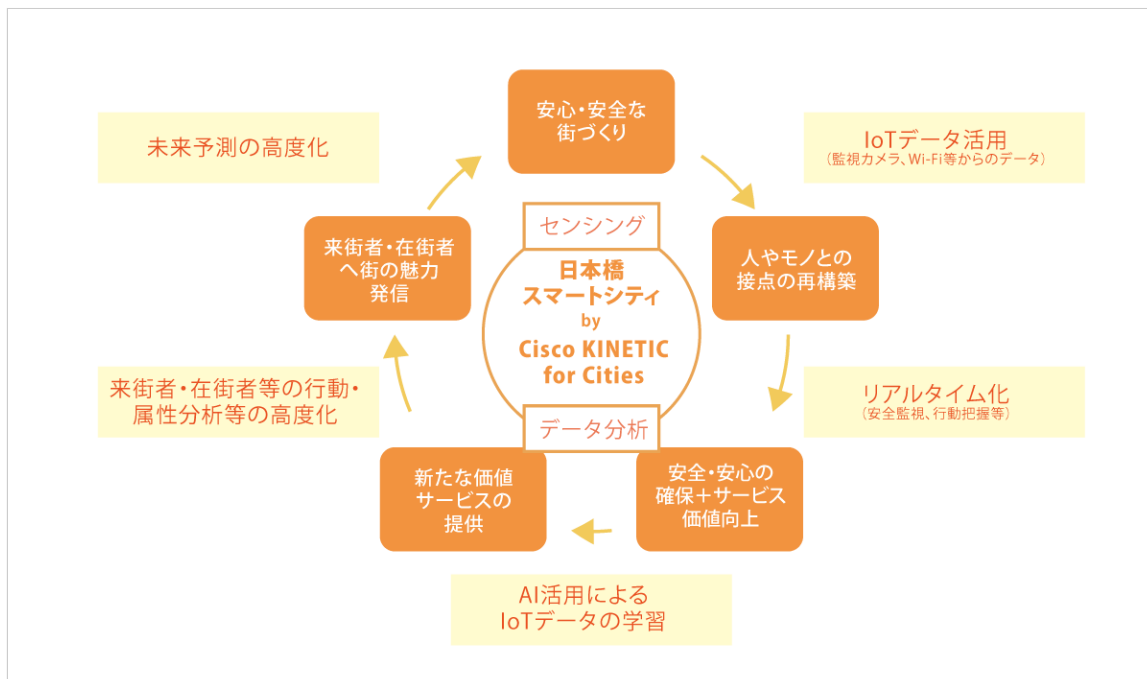 安心・安全な
街づくり
IoTデータ活用
(監視カメラ、Wi-Fi等からのデータ)
人やモノとの
接点の再構築
リアルタイム化
(安全監視、行動把握等)
安全・安心の
確保＋サービス
価値向上
AI活用による
IoTデータの学習
新たな価値
サービスの
提供
来街者・在街者等の行動・
属性分析等の高度化
来街者・在街者
へ街の魅力
発信
未来予測の高度化
センシング
日本橋
スマートシティ
by
Cisco KINETIC
for Cities
データ分析